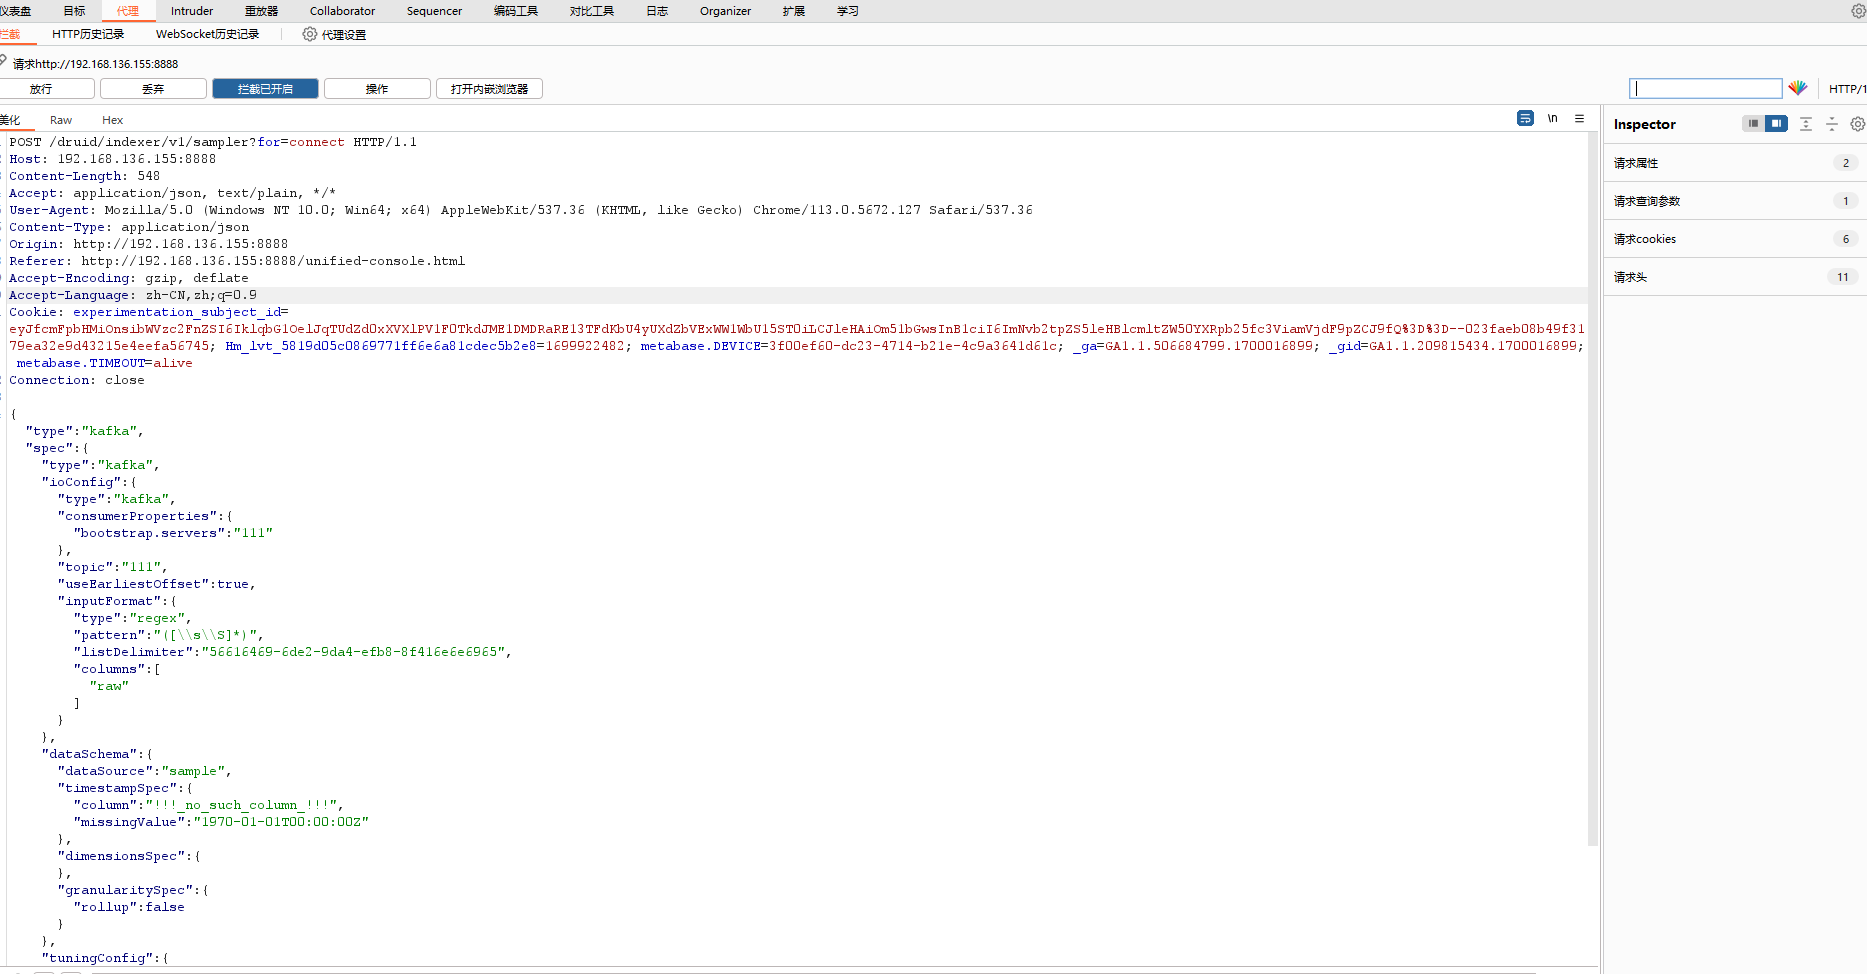 仪表盘 目标 代理 Intruder 重放器 Collaborator Sequencer 编码工具 对比工具 日志 Organizer 扩展 学习
拦截 HTTP历史记录 WebSocket历史记录 代理设置
请求http://192.168.136.155:8888
放行 丢弃 拦截已开启 操作 打开内嵌浏览器 HTTP/1
美化 Raw Hex \n
POST /druid/indexer/v1/sampler?for=connect HTTP/1.1
Host: 192.168.136.155:8888
Content-Length: 548
Accept: application/json, text/plain, */*
User-Agent: Mozilla/5.0 (Windows NT 10.0; Win64; x64) AppleWebKit/537.36 (KHTML, like Gecko) Chrome/113.0.5672.127 Safari/537.36
Content-Type: application/json
Origin: http://192.168.136.155:8888
Referer: http://192.168.136.155:8888/unified-console.html
Accept-Encoding: gzip, deflate
Accept-Language: zh-CN,zh;q=0.9
Cookie: experimentation_subject_id=
79ea32e9d43215e4eefa56745; Hm_lvt_5819d05c0869771ff6e6a81cdec5b2e8=1699922482; metabase.DEVICE=3f00ef60-dc23-4714-b21e-4c9a3641d61c; _ga=GA1.1.506684799.1700016899; _gid=GA1.1.209815434.1700016899;
metabase.TIMEOUT=alive
Connection: close
{
"type":"kafka",
"spec":{
"type":"kafka",
"ioConfig":{
"type":"kafka",
"consumerProperties":{
"bootstrap.servers":"111"
},
"topic":"111",
"useEarliestOffset":true,
"inputFormat":{
"type":"regex",
"pattern":"([\\s\\S]*)",
"listDelimiter":"56616469-6de2-9da4-efb8-8f416e6e6965",
"columns":[
"raw"
]
}
},
"dataSchema":{
"dataSource":"sample",
"timestampSpec":{
"column":"!!!_no_such_column_!!!",
"missingValue":"1970-01-01T00:00:00Z"
},
"dimensionsSpec":{
},
"granularitySpec":{
"rollup":false
}
},
"tuningConfig":{
Inspector
请求属性 2
请求查询参数 1
请求cookies 6
请求头 11